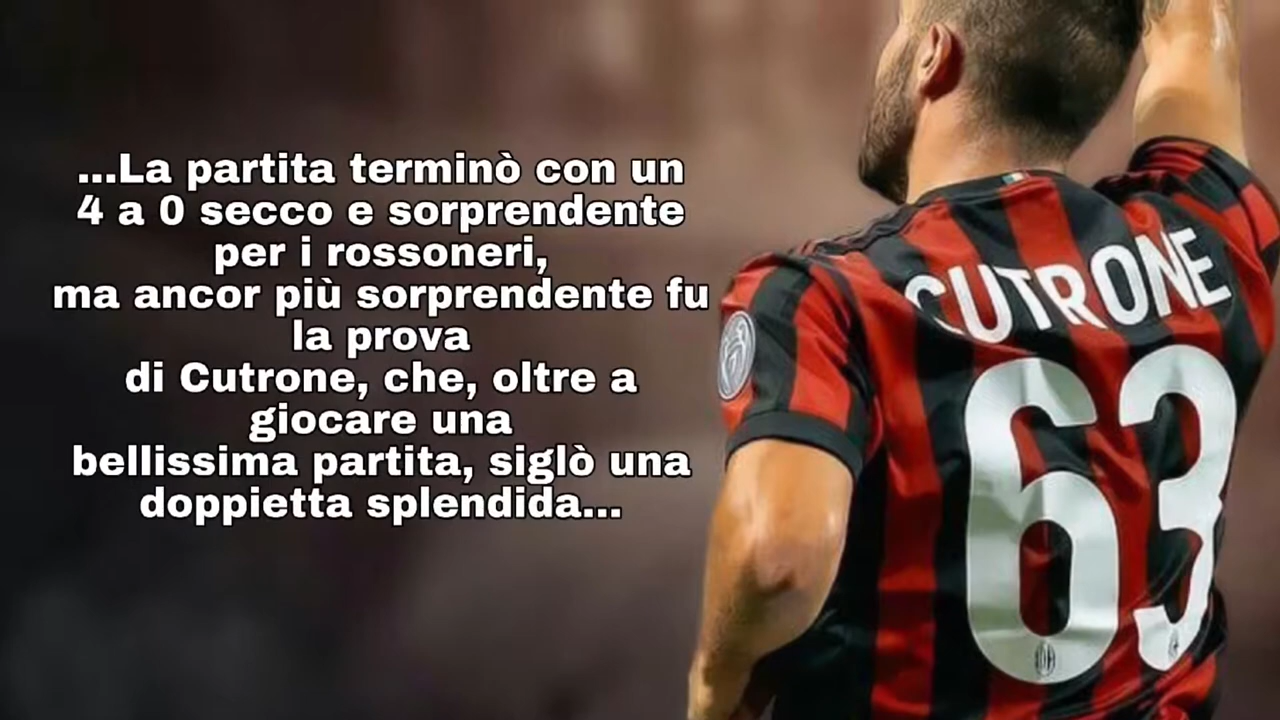 ...La partita terminò con un
4 a 0 secco e sorprendente
per i rossoneri,
ma ancor più sorprendente fu
la prova
di Cutrone, che, oltre a
giocare una
bellissima partita, siglò una
doppietta splendida...
CUTRONE
63